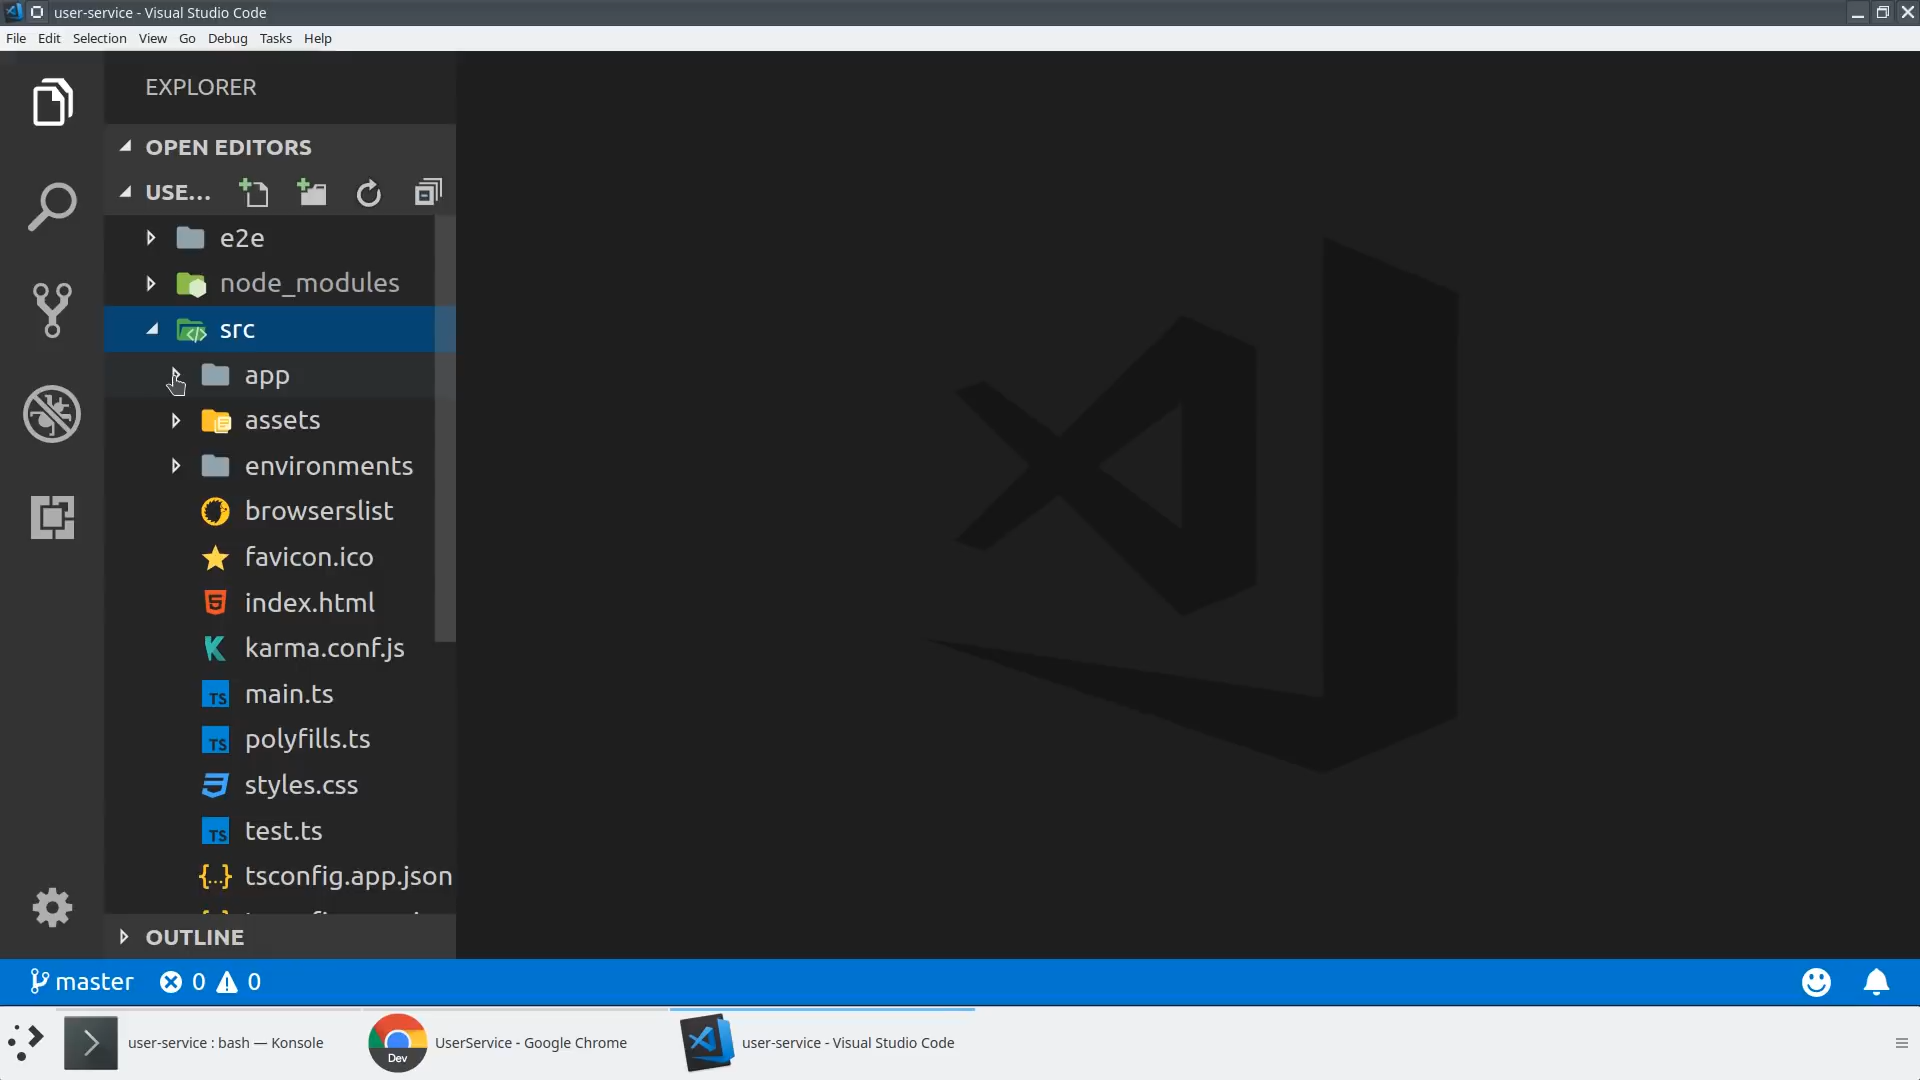 user-service - Visual Studio Code
File Edit Selection View Go Debug Tasks Help
EXPLORER
OPEN EDITORS
USE...
e2e
node_modules
src
app
assets
environments
browserslist
favicon.ico
index.html
karma.conf.js
main.ts
polyfills.ts
styles.css
test.ts
tsconfig.app.json
OUTLINE
master 0 0
user-service : bash — Konsole
Dev
UserService - Google Chrome
user-service - Visual Studio Code